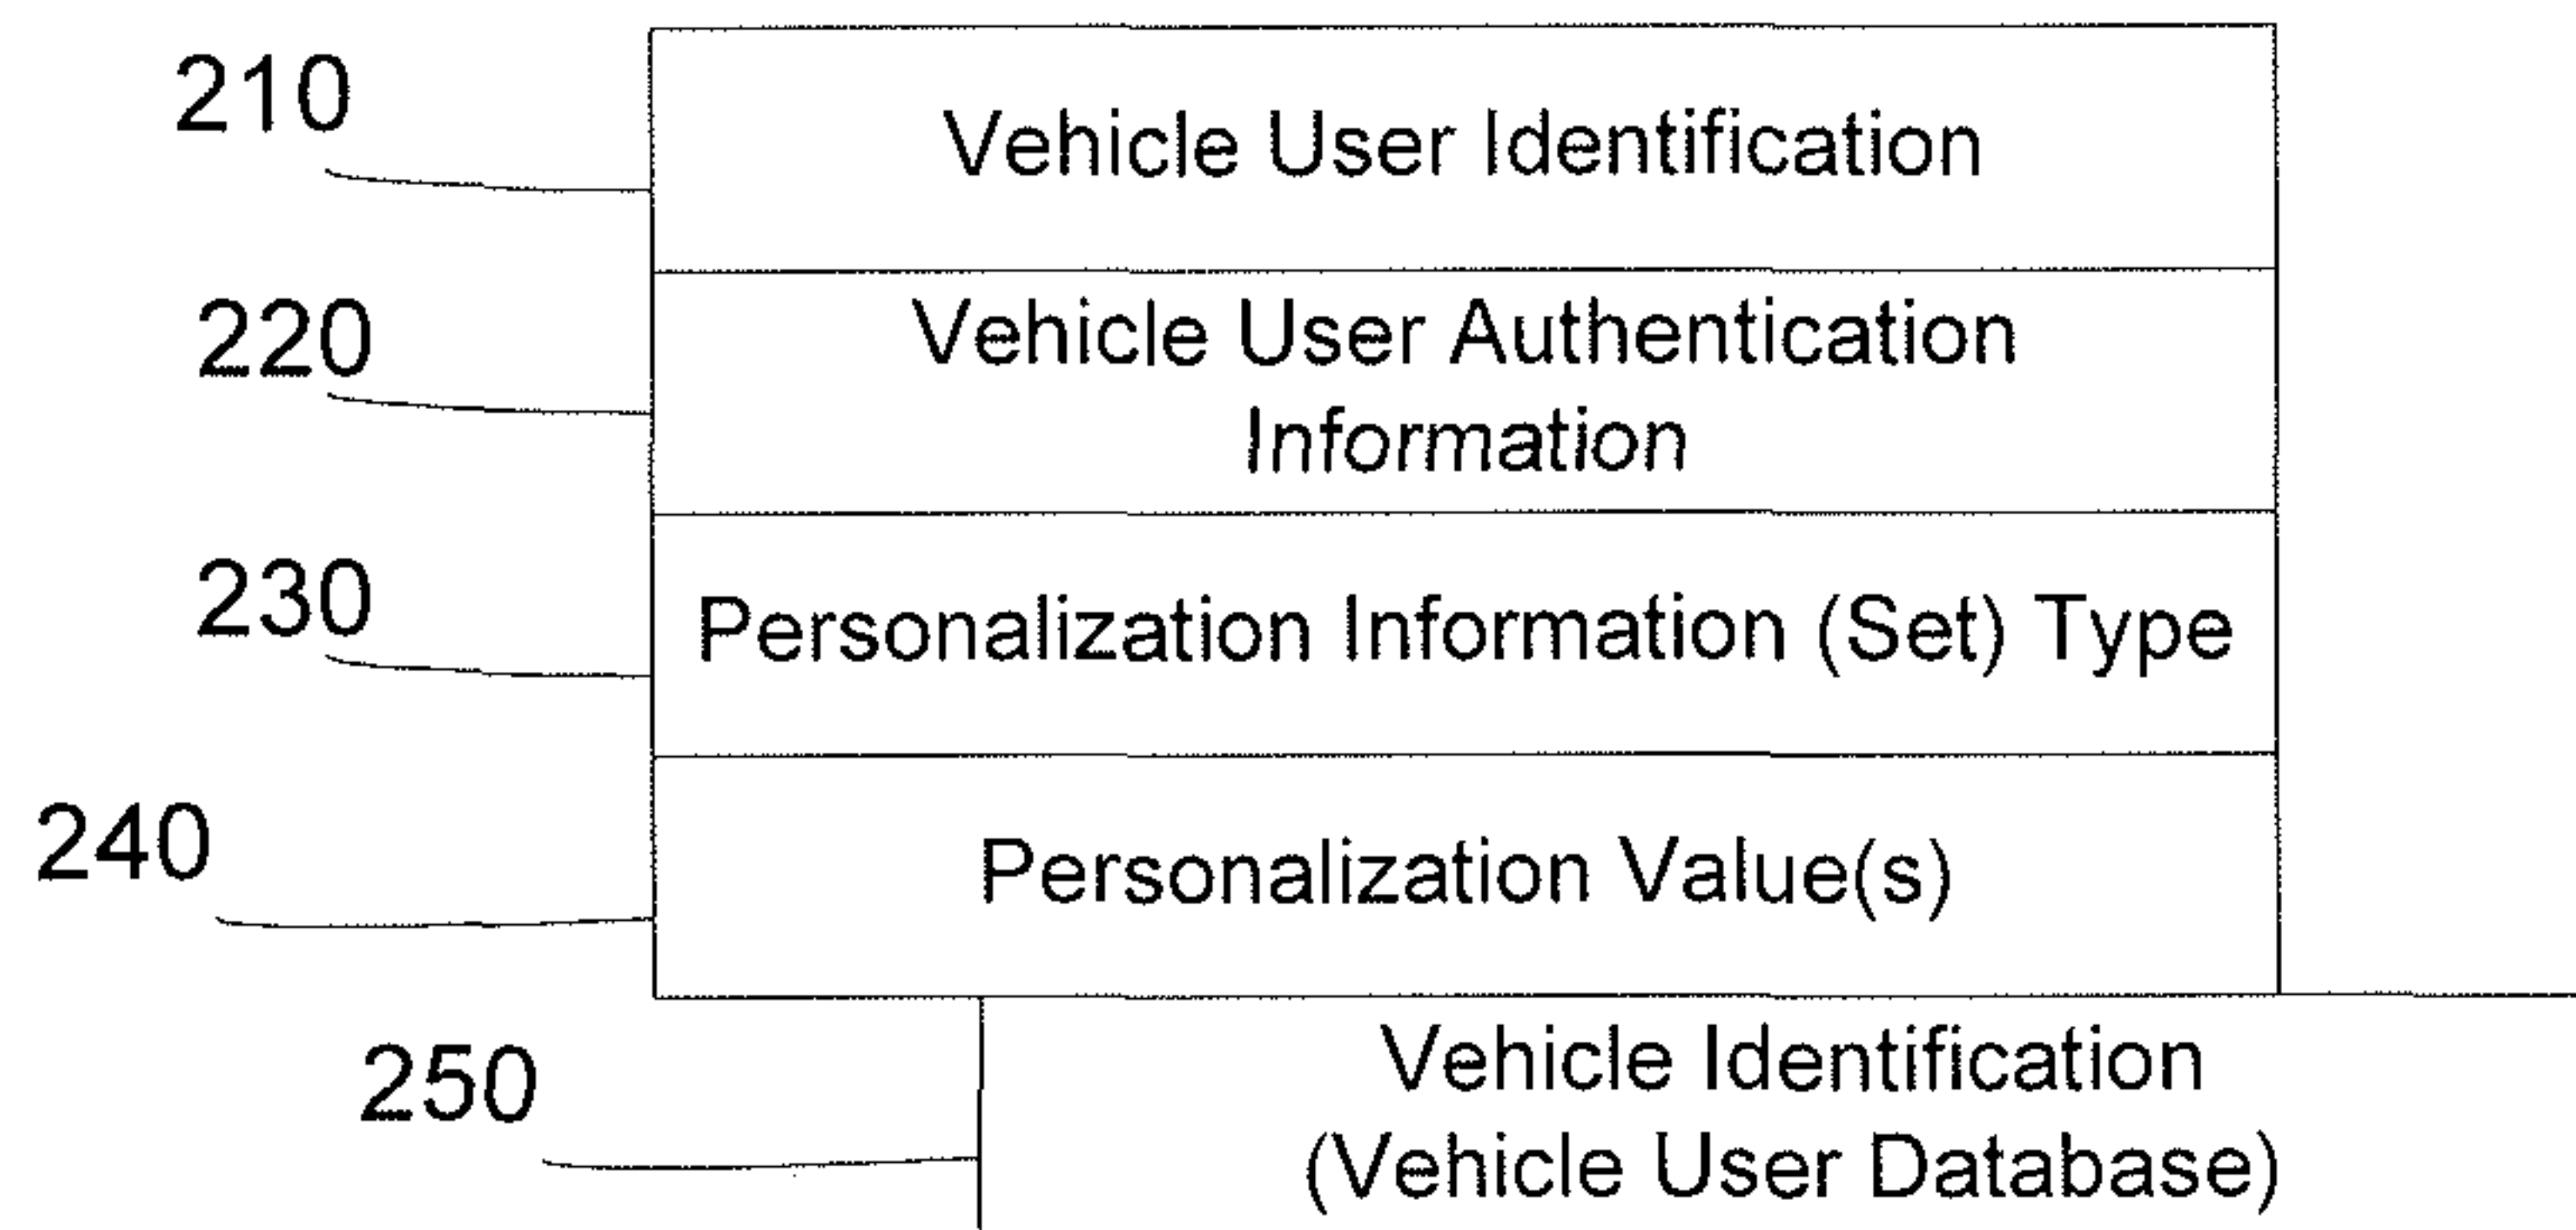 210
Vehicle User Identification
220
Vehicle User Authentication
Information
230
Personalization Information (Set) Type
240
Personalization Value(s)
250
Vehicle Identification
(Vehicle User Database)